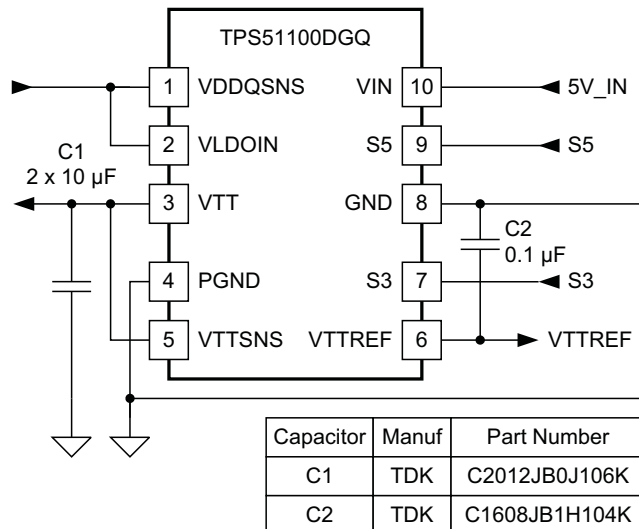 TPS51100DGQ
1 VDDQSNS VIN 10 5V_IN
2 VLDOIN S5 9 S5
C1
2 x 10 µF
3 VTT GND 8
C2
0.1 µF
4 PGND S3 7 S3
5 VTTSNS VTTREF 6 VTTREF
Capacitor Manuf Part Number
C1 TDK C2012JB0J106K
C2 TDK C1608JB1H104K